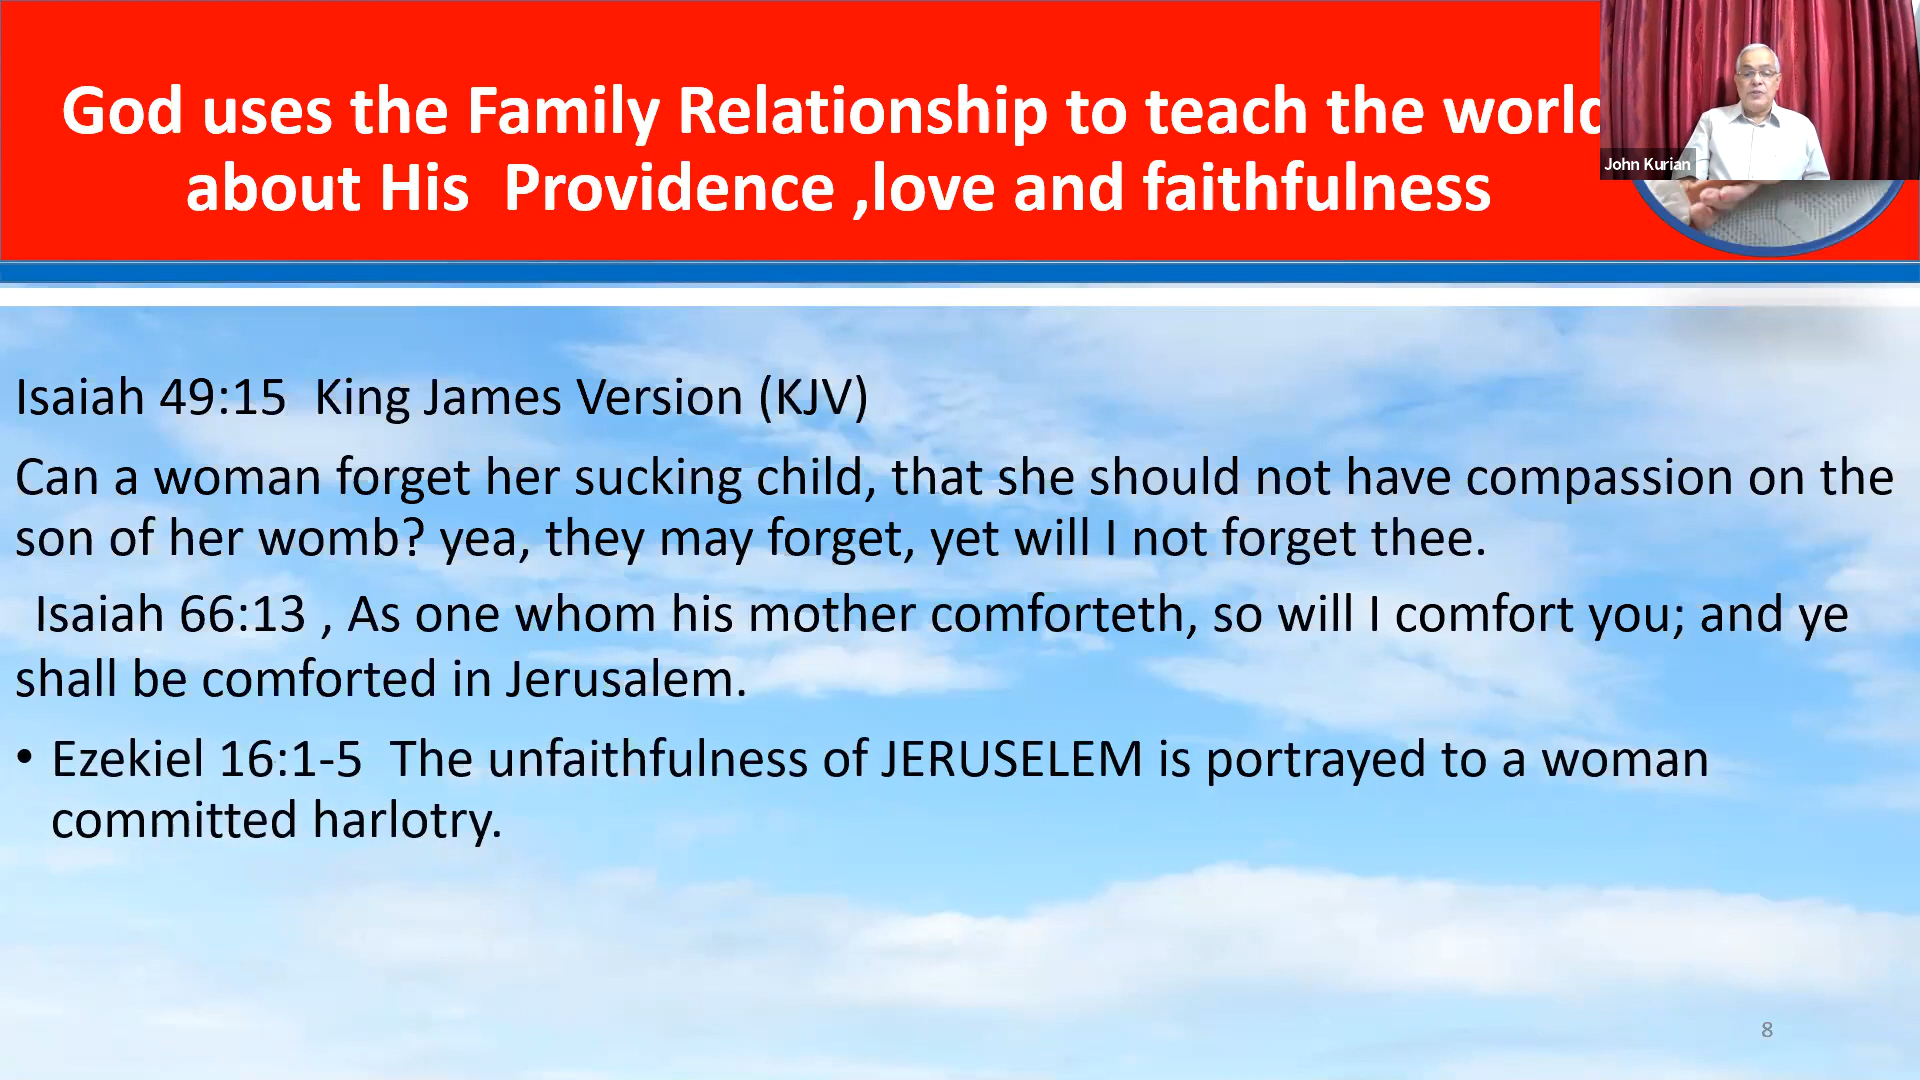 God uses the Family Relationship to teach the world
about His  Providence ,love and faithfulness
John Kurian
Isaiah 49:15  King James Version (KJV)
Can a woman forget her sucking child, that she should not have compassion on the
son of her womb? yea, they may forget, yet will I not forget thee.
Isaiah 66:13 , As one whom his mother comforteth, so will I comfort you; and ye
shall be comforted in Jerusalem.
• Ezekiel 16:1-5  The unfaithfulness of JERUSELEM is portrayed to a woman
committed harlotry.
8